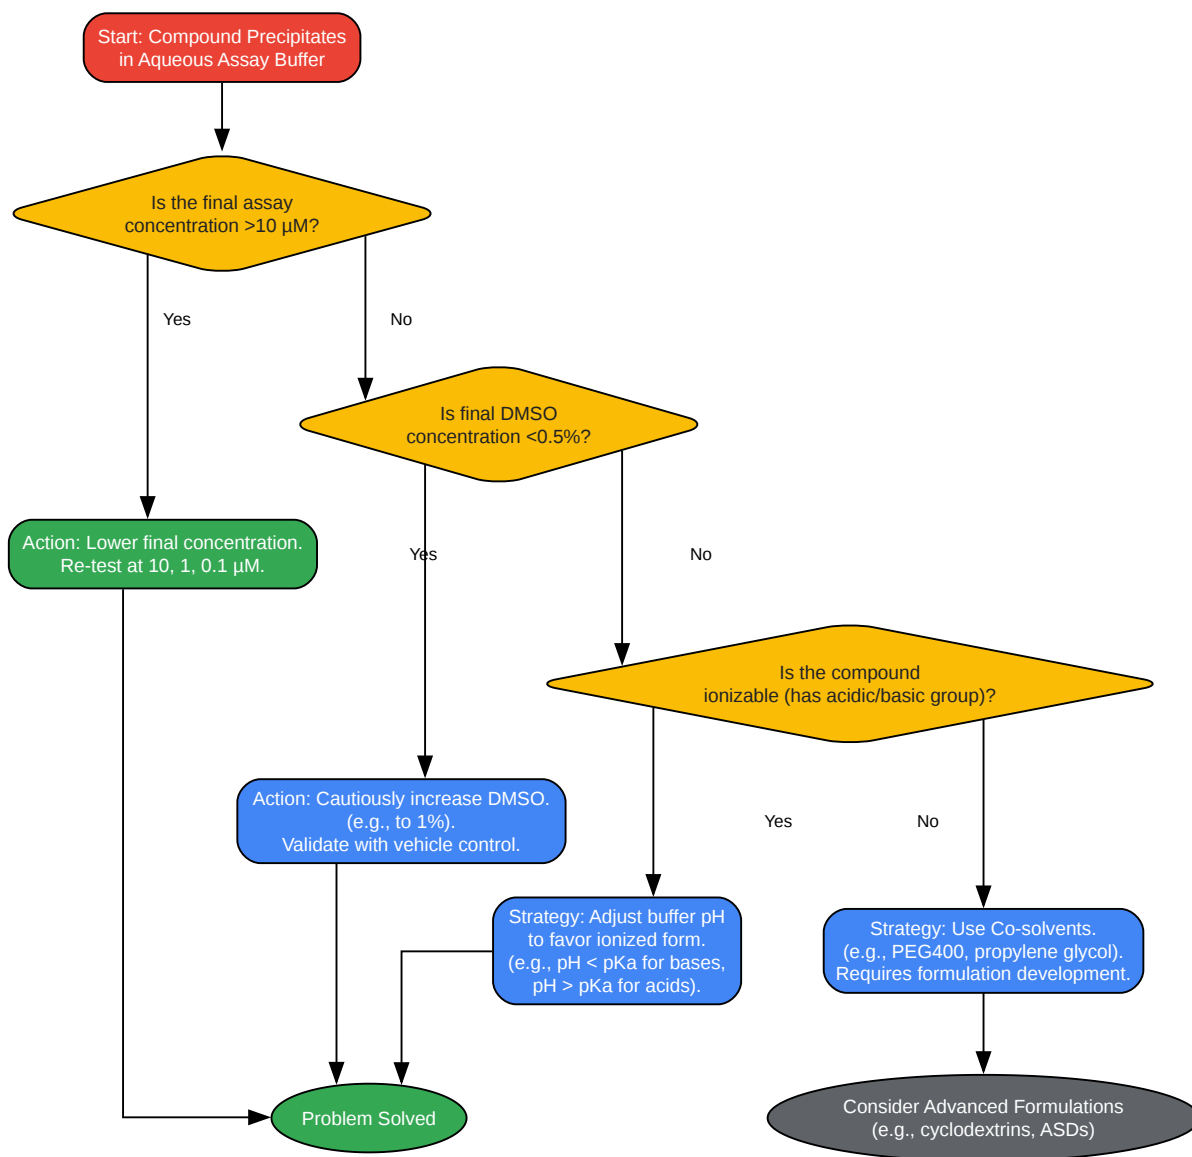 Start: Compound Precipitates
in Aqueous Assay Buffer
Is the final assay
concentration >10 µM?
Yes
No
Is final DMSO
concentration <0.5%?
Action: Lower final concentration.
Re-test at 10, 1, 0.1 µM.
Yes
No
Is the compound
ionizable (has acidic/basic group)?
Action: Cautiously increase DMSO.
(e.g., to 1%).
Validate with vehicle control.
Yes
No
Strategy: Adjust buffer pH
to favor ionized form.
(e.g., pH < pKa for bases,
pH > pKa for acids).
Strategy: Use Co-solvents.
(e.g., PEG400, propylene glycol).
Requires formulation development.
Problem Solved
Consider Advanced Formulations
(e.g., cyclodextrins, ASDs)